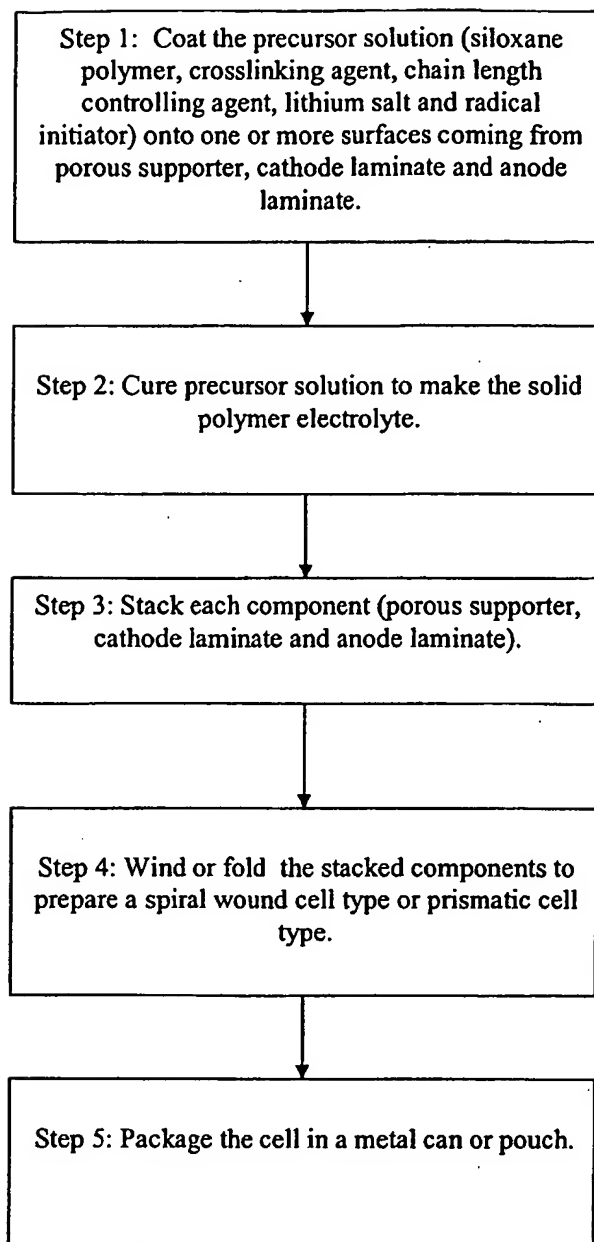 Step 1: Coat the precursor solution (siloxane
polymer, crosslinking agent, chain length
controlling agent, lithium salt and radical
initiator) onto one or more surfaces coming from
porous supporter, cathode laminate and anode
laminate.
Step 2: Cure precursor solution to make the solid
polymer electrolyte.
Step 3: Stack each component (porous supporter,
cathode laminate and anode laminate).
Step 4: Wind or fold the stacked components to
prepare a spiral wound cell type or prismatic cell
type.
Step 5: Package the cell in a metal can or pouch.